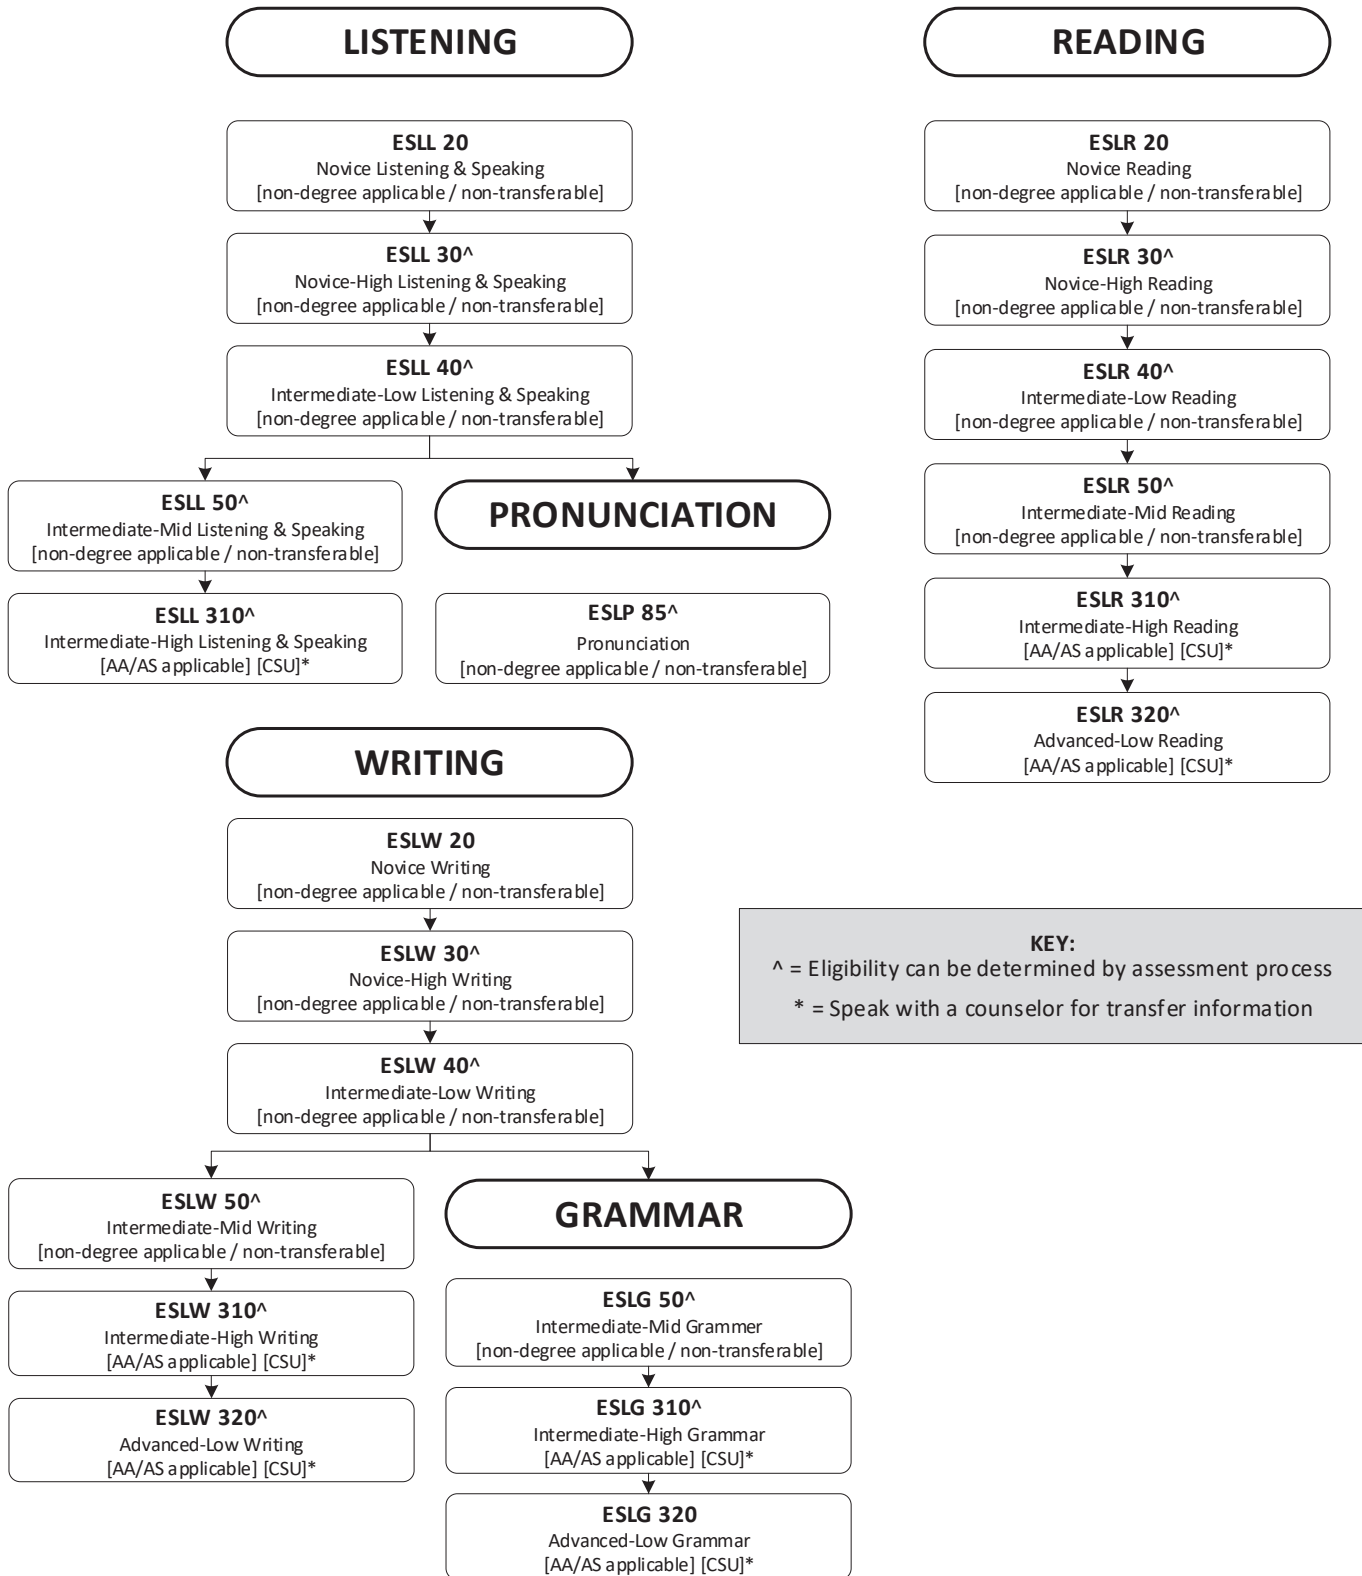 LISTENING
ESLL 20
Novice Listening & Speaking
[non-degree applicable / non-transferable]
ESLL 30^
Novice-High Listening & Speaking
[non-degree applicable / non-transferable]
ESLL 40^
Intermediate-Low Listening & Speaking
[non-degree applicable / non-transferable]
ESLL 50^
Intermediate-Mid Listening & Speaking
[non-degree applicable / non-transferable]
ESLL 310^
Intermediate-High Listening & Speaking
[AA/AS applicable] [CSU]*
PRONUNCIATION
ESLP 85^
Pronunciation
[non-degree applicable / non-transferable]
READING
ESLR 20
Novice Reading
[non-degree applicable / non-transferable]
ESLR 30^
Novice-High Reading
[non-degree applicable / non-transferable]
ESLR 40^
Intermediate-Low Reading
[non-degree applicable / non-transferable]
ESLR 50^
Intermediate-Mid Reading
[non-degree applicable / non-transferable]
ESLR 310^
Intermediate-High Reading
[AA/AS applicable] [CSU]*
ESLR 320^
Advanced-Low Reading
[AA/AS applicable] [CSU]*
WRITING
ESLW 20
Novice Writing
[non-degree applicable / non-transferable]
ESLW 30^
Novice-High Writing
[non-degree applicable / non-transferable]
ESLW 40^
Intermediate-Low Writing
[non-degree applicable / non-transferable]
ESLW 50^
Intermediate-Mid Writing
[non-degree applicable / non-transferable]
ESLW 310^
Intermediate-High Writing
[AA/AS applicable] [CSU]*
ESLW 320^
Advanced-Low Writing
[AA/AS applicable] [CSU]*
GRAMMAR
ESLG 50^
Intermediate-Mid Grammer
[non-degree applicable / non-transferable]
ESLG 310^
Intermediate-High Grammar
[AA/AS applicable] [CSU]*
ESLG 320
Advanced-Low Grammar
[AA/AS applicable] [CSU]*
KEY:
^ = Eligibility can be determined by assessment process
* = Speak with a counselor for transfer information